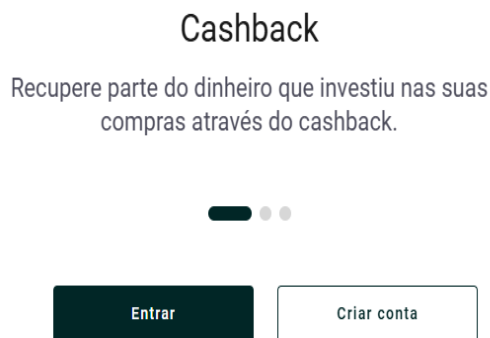 Cashback
Recupere parte do dinheiro que investiu nas suas
compras através do cashback.
Entrar
Criar conta